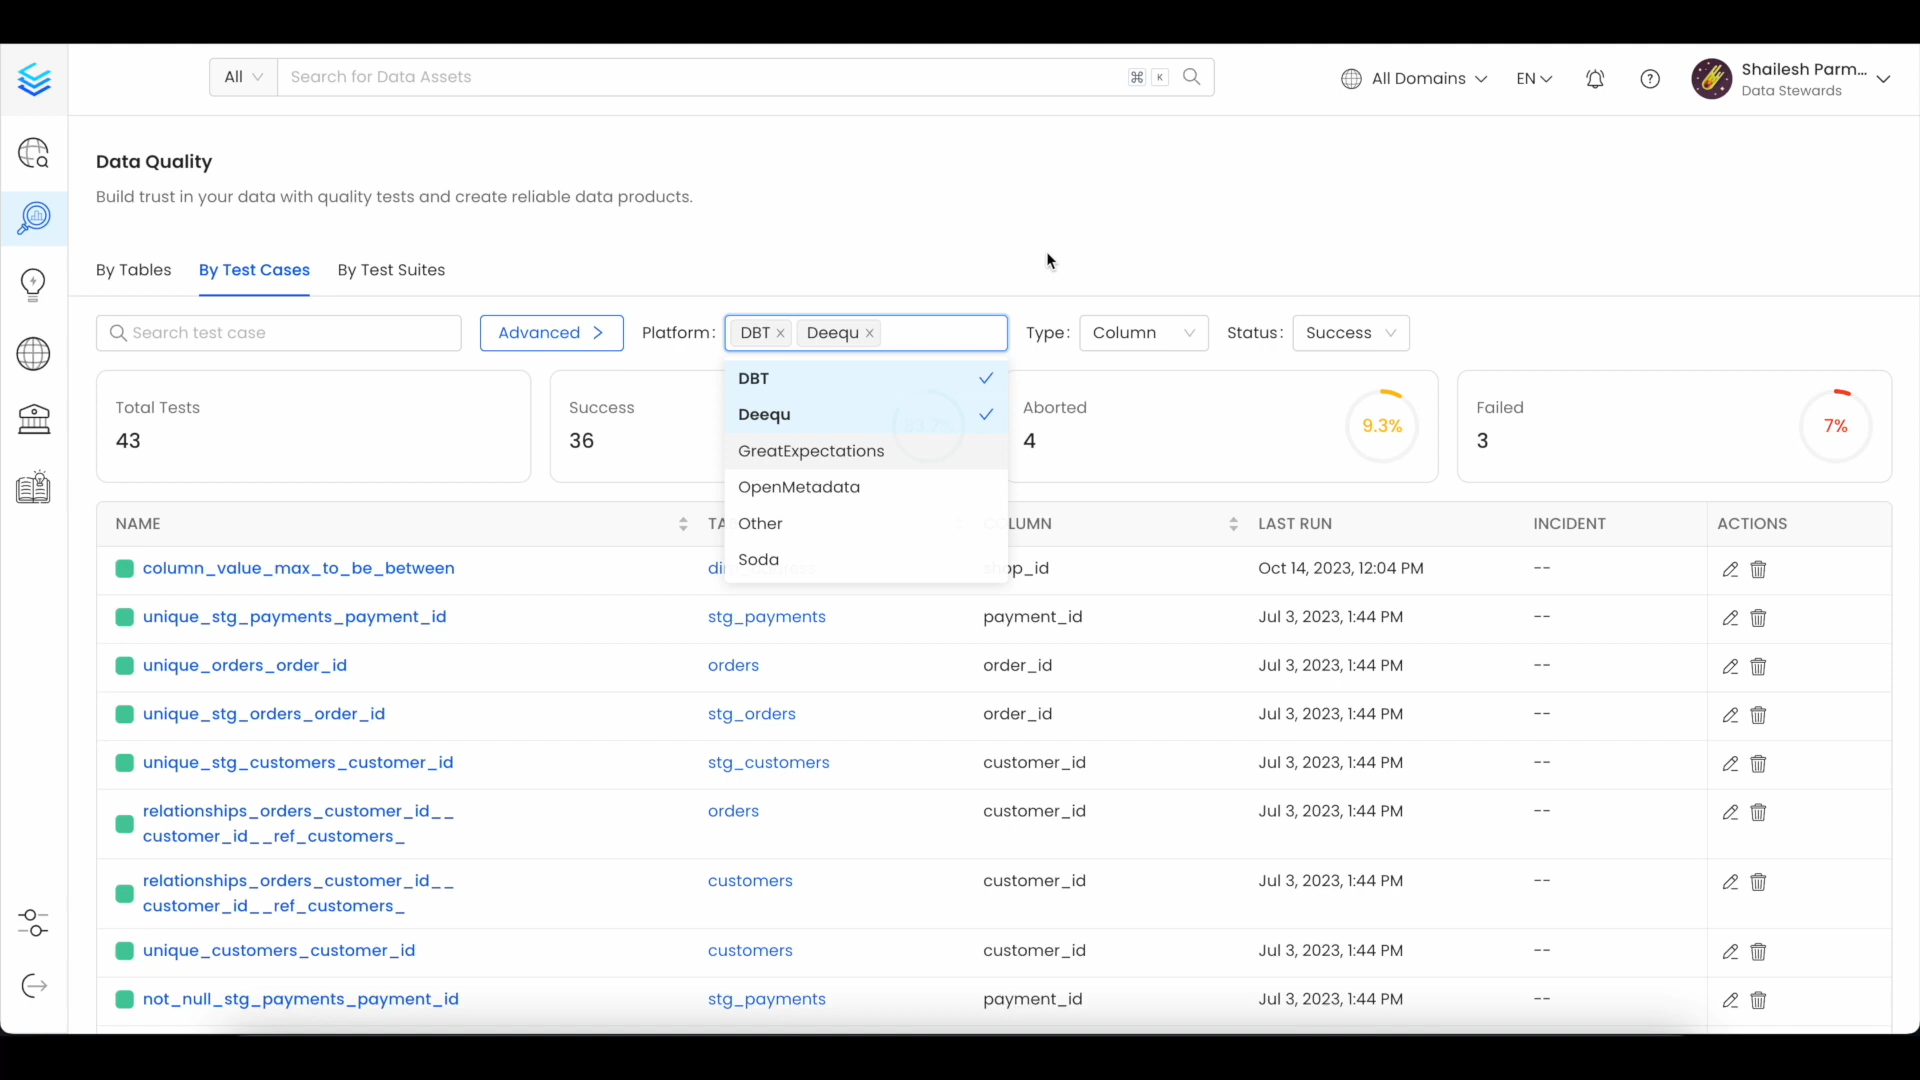 All
Search for Data Assets
⌘ K
All Domains
EN
Shailesh Parm...
Data Stewards
Data Quality
Build trust in your data with quality tests and create reliable data products.
By Tables By Test Cases By Test Suites
Search test case
Advanced
Platform: DBT Deequ
Type: Column
Status: Success
DBT
Deequ
GreatExpectations
OpenMetadata
Other
Soda
Total Tests
43
Success
36
Aborted
4
9.3%
Failed
3
7%
NAME TA LUMN LAST RUN INCIDENT ACTIONS
column_value_max_to_be_between shop_id Oct 14, 2023, 12:04 PM --
unique_stg_payments_payment_id stg_payments payment_id Jul 3, 2023, 1:44 PM --
unique_orders_order_id orders order_id Jul 3, 2023, 1:44 PM --
unique_stg_orders_order_id stg_orders order_id Jul 3, 2023, 1:44 PM --
unique_stg_customers_customer_id stg_customers customer_id Jul 3, 2023, 1:44 PM --
relationships_orders_customer_id__ orders customer_id Jul 3, 2023, 1:44 PM --
customer_id__ref_customers_
relationships_orders_customer_id__ customers customer_id Jul 3, 2023, 1:44 PM --
customer_id__ref_customers_
unique_customers_customer_id customers customer_id Jul 3, 2023, 1:44 PM --
not_null_stg_payments_payment_id stg_payments payment_id Jul 3, 2023, 1:44 PM --